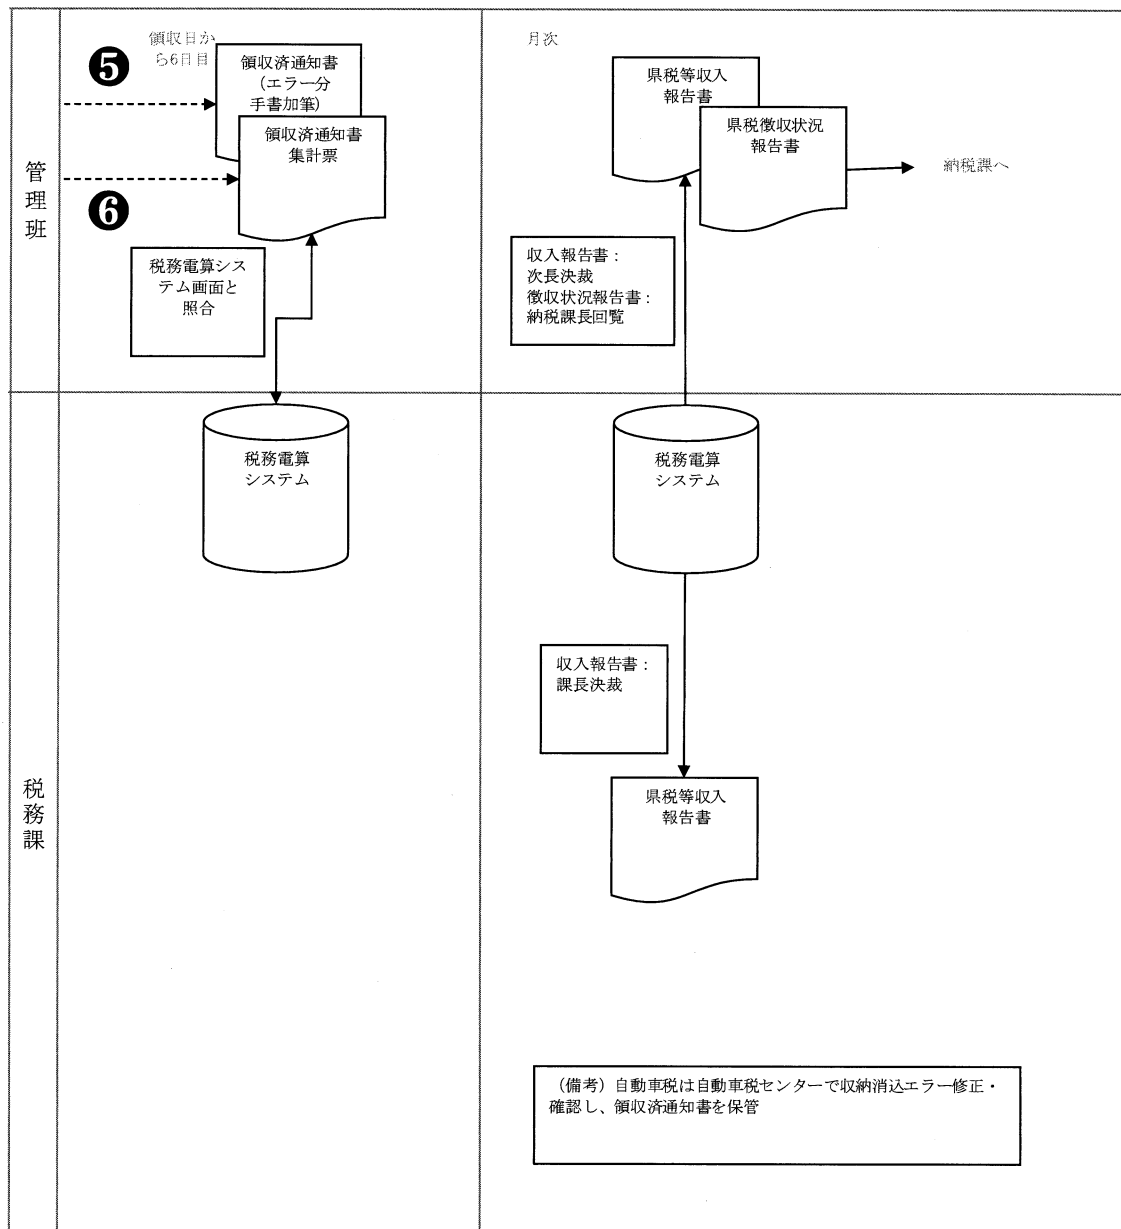 管理班
領収日か
ら6日目
❺
領収済通知書
（エラー分
手書加筆）
領収済通知書
集計票
❻
税務電算シス
テム画面と
照合
月次
県税等収入
報告書
県税徴収状況
報告書
納税課へ
収入報告書：
次長決裁
徴収状況報告書：
納税課長回覧
税務課
税務電算
システム
税務電算
システム
収入報告書：
課長決裁
県税等収入
報告書
（備考）自動車税は自動車税センターで収納消込エラー修正・
確認し、領収済通知書を保管